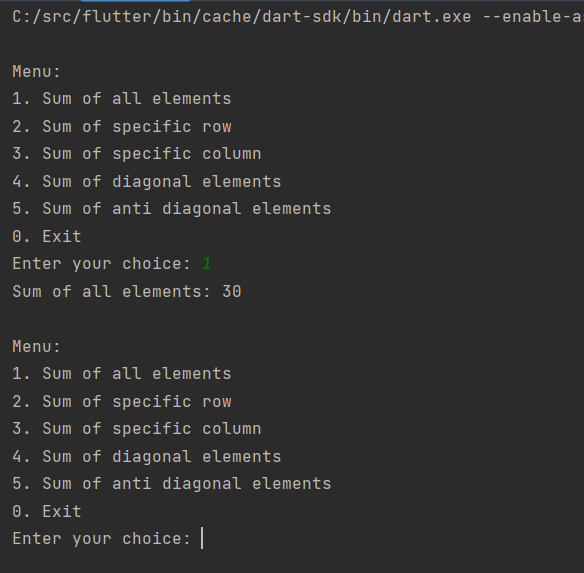 C:/src/flutter/bin/cache/dart-sdk/bin/dart.exe --enable-a
Menu:
1. Sum of all elements
2. Sum of specific row
3. Sum of specific column
4. Sum of diagonal elements
5. Sum of anti diagonal elements
0. Exit
Enter your choice: 1
Sum of all elements: 30
Menu:
1. Sum of all elements
2. Sum of specific row
3. Sum of specific column
4. Sum of diagonal elements
5. Sum of anti diagonal elements
0. Exit
Enter your choice: